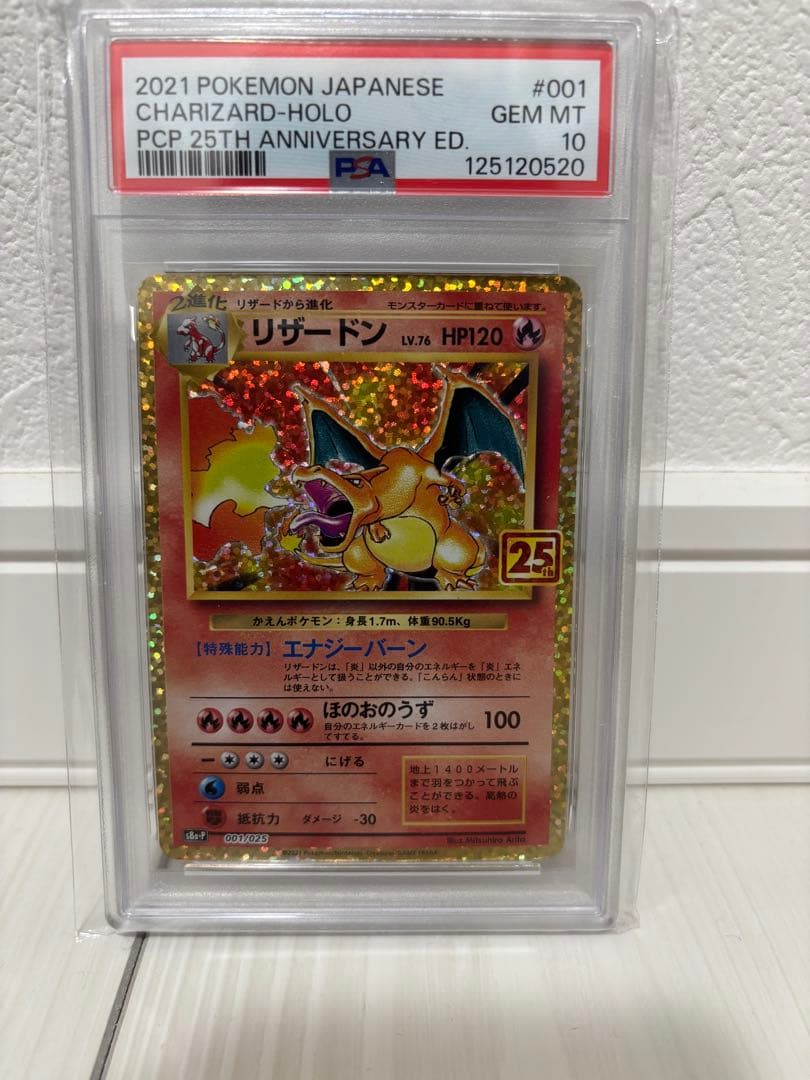 2021 POKEMON JAPANESE #001
CHARIZARD-HOLO GEM MT
PCP 25TH ANNIVERSARY ED. 10
PSA 125120520
2進化 リザードから進化 モンスターカードに重ねて使います。
リザードン LV.76 HP120
25th
かえんポケモン:身長1.7m、体重90.5Kg
【特殊能力】 エナジーバーン
リザードンは、「炎」以外の自分のエネルギーを「炎」エネ
ルギーとして扱うことができる。「こんらん」状態のときに
は使えない。
ほのおのうず 100
自分のエネルギーカードを2枚はがし
てすてる。
ー にげる
弱点
抵抗力 ダメージ -30
地上1400メートル
まで羽をつかって飛ぶ
ことができる。高熱の
炎をはく。
s8a-P 001/025
Illus. Mitsuhiro Arita
©2021 Pokémon/Nintendo/Creatures/GAME FREAK